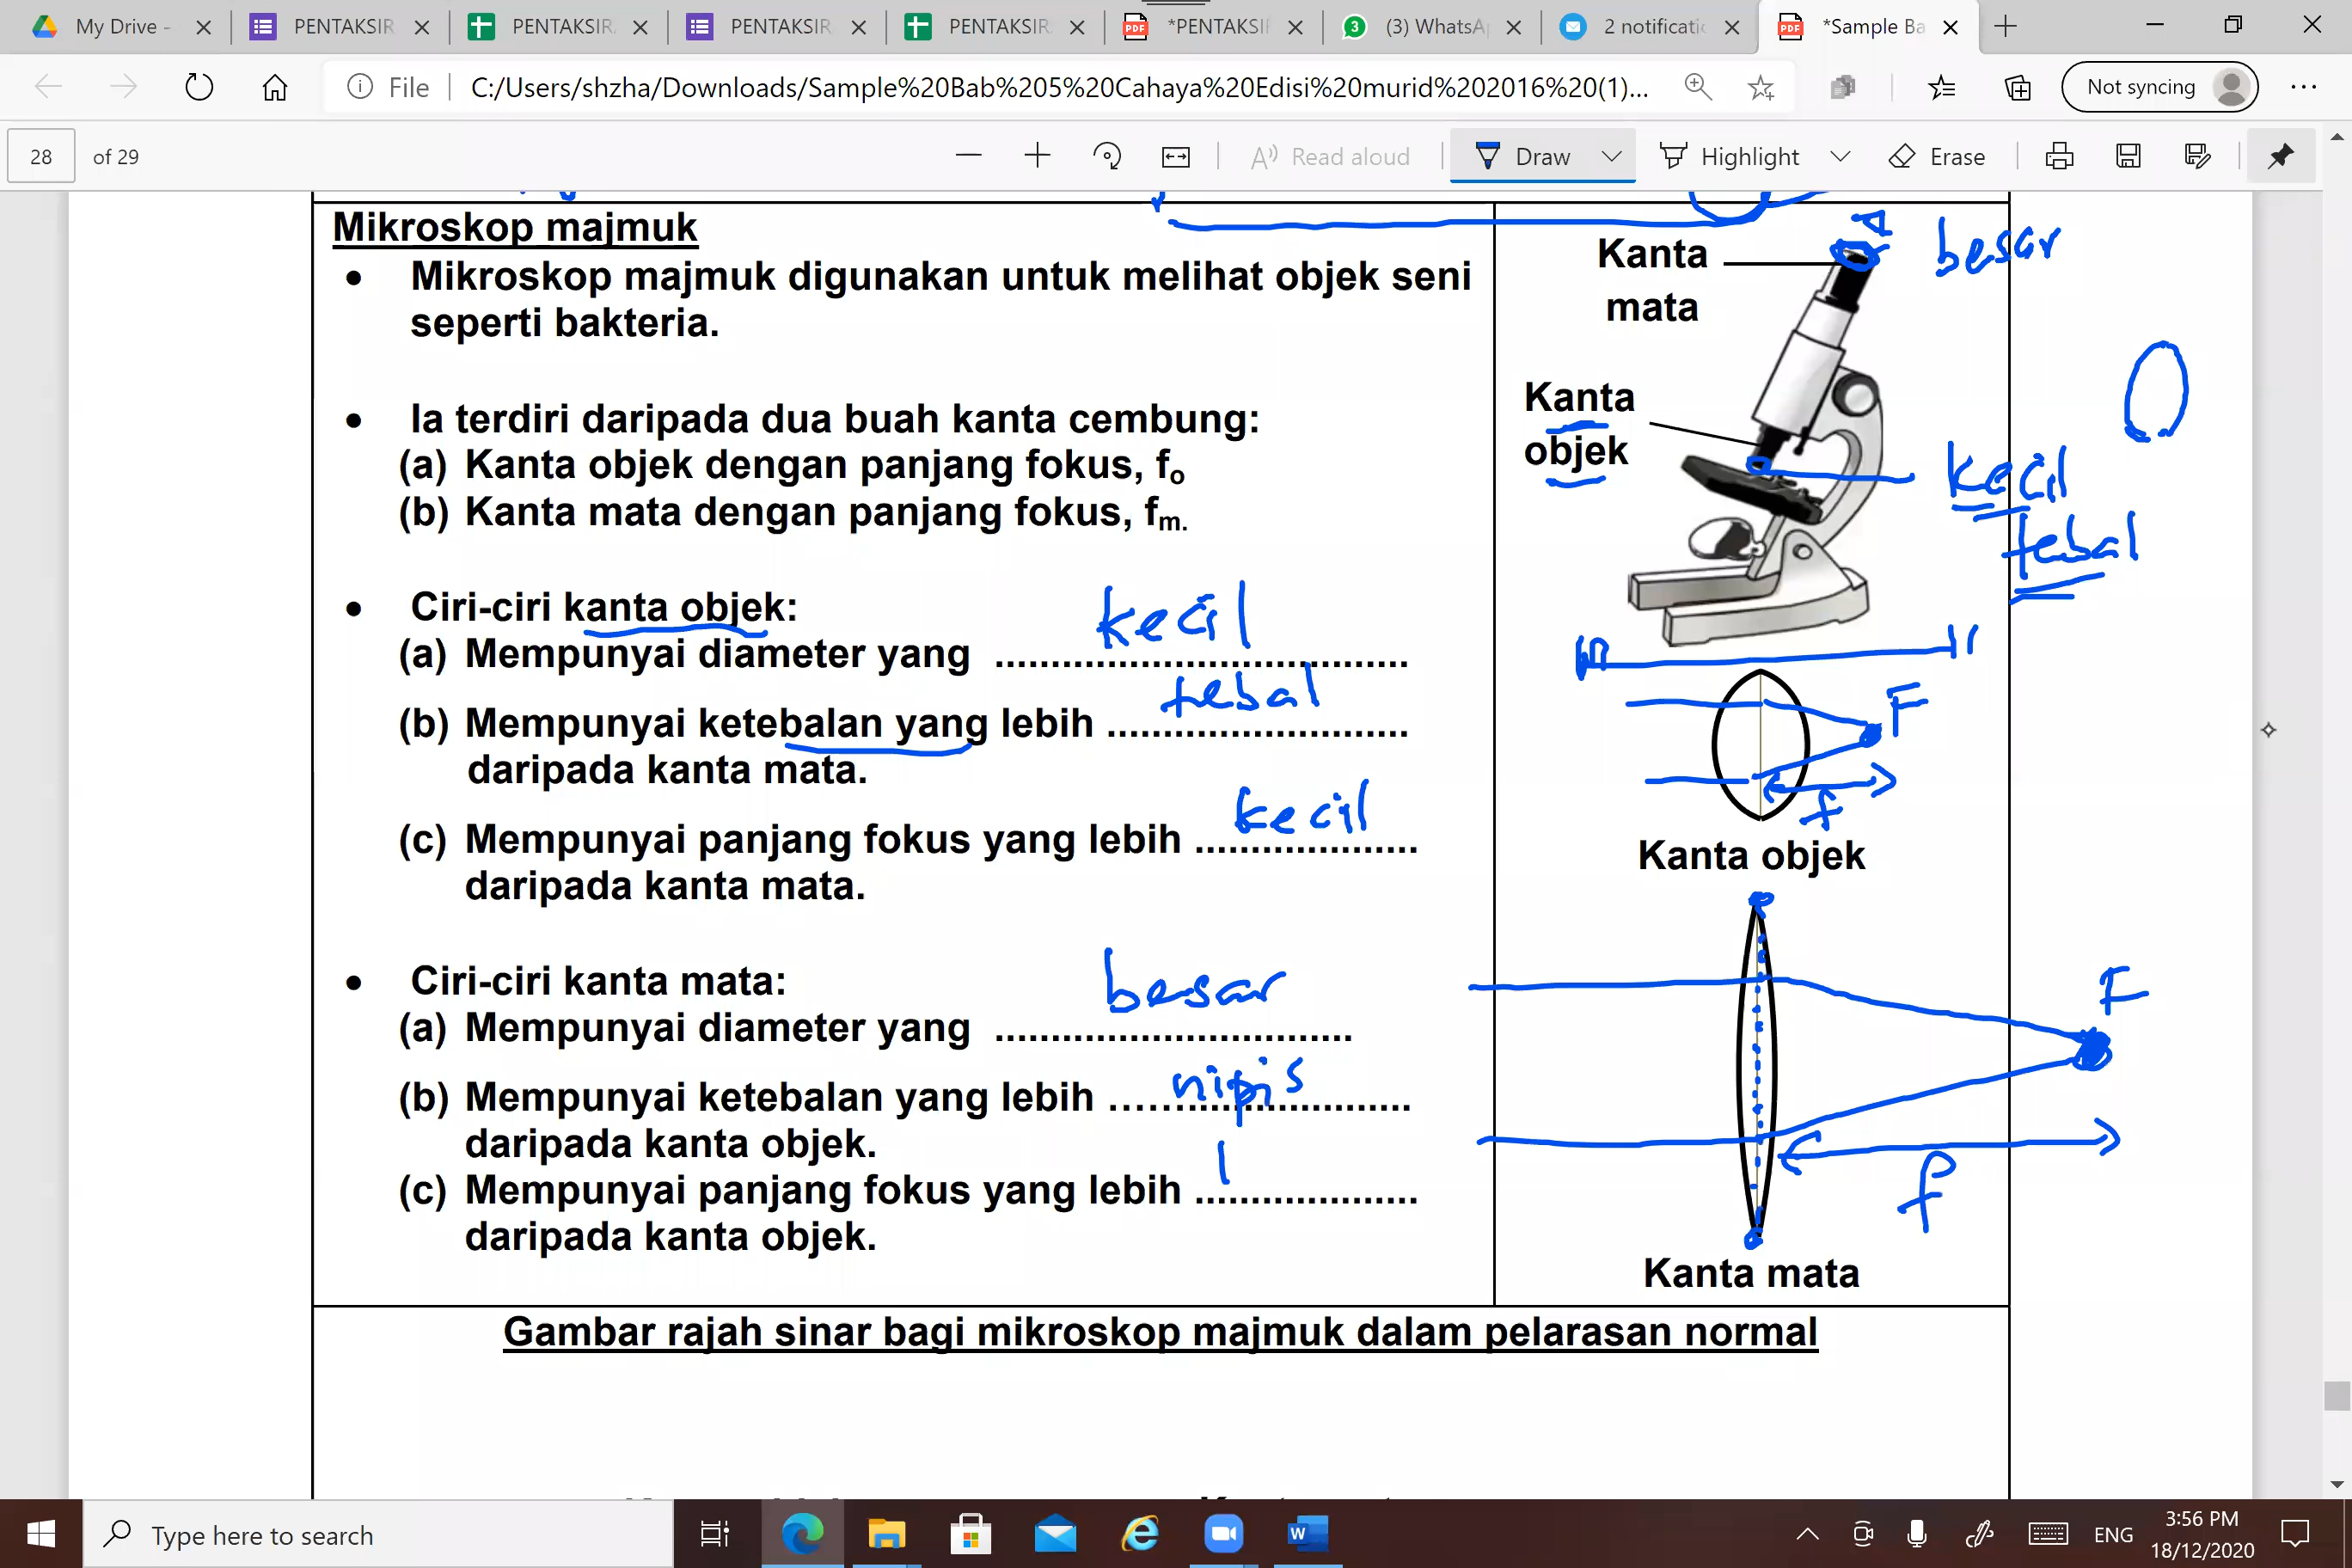 My Drive -
PENTAKSIR
PENTAKSIR
PENTAKSIR
PENTAKSIR
*PENTAKSI
(3) WhatsA
2 notificati
*Sample Ba
File
C:/Users/shzha/Downloads/Sample%20Bab%205%20Cahaya%20Edisi%20murid%202016%20(1)...
Not syncing
28 of 29
Read aloud
Draw
Highlight
Erase
Mikroskop majmuk
• Mikroskop majmuk digunakan untuk melihat objek seni
seperti bakteria.
• Ia terdiri daripada dua buah kanta cembung:
(a) Kanta objek dengan panjang fokus, fo
(b) Kanta mata dengan panjang fokus, fm.
• Ciri-ciri kanta objek:
(a) Mempunyai diameter yang kecil
(b) Mempunyai ketebalan yang lebih tebal
daripada kanta mata.
(c) Mempunyai panjang fokus yang lebih kecil
daripada kanta mata.
• Ciri-ciri kanta mata:
(a) Mempunyai diameter yang besar
(b) Mempunyai ketebalan yang lebih nipis
daripada kanta objek.
(c) Mempunyai panjang fokus yang lebih ....................
daripada kanta objek.
Kanta
mata
besar
Kanta
objek
kecil
tebal
F
f
Kanta objek
F
f
Kanta mata
Gambar rajah sinar bagi mikroskop majmuk dalam pelarasan normal
Type here to search
ENG
3:56 PM
18/12/2020